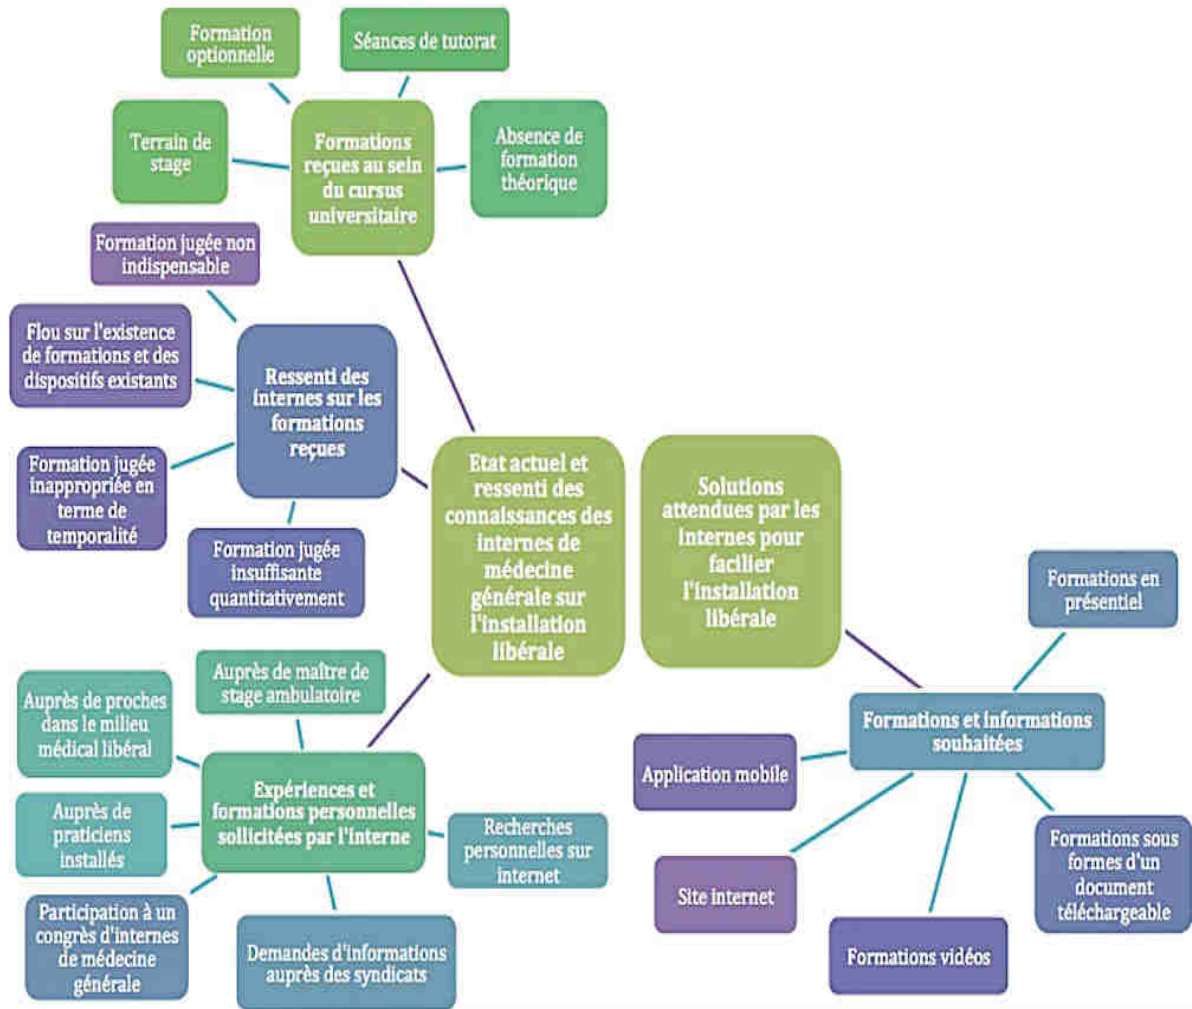 Formation
optionnelle
Séances de tutorat
Terrain de
stage
Formations
reçues au sein
du cursus
universitaire
Absence de
formation
théorique
Formation jugée non
indispensable
Flou sur l'existence
de formations et des
dispositifs existants
Ressenti des
internes sur les
formations
reçues
Formation jugée
inappropriée en
terme de
temporalité
Formation jugée
insuffisante
quantitativement
Etat actuel et
ressenti des
connaissances des
internes de
médecine
générale sur
l'installation
libérale
Solutions
attendues par les
internes pour
facilier
l'installation
libérale
Formations en
présentiel
Formations et informations
souhaitées
Application mobile
Site internet
Formations vidéos
Formations sous
formes d'un
document
téléchargeable
Auprès de maître de
stage ambulatoire
Auprès de proches
dans le milieu
médical libéral
Expériences et
formations personnelles
sollicitées par l'interne
Auprès de
praticiens
installés
Recherches
personnelles sur
internet
Participation à un
congrès d'internes
de médecine
générale
Demandes d'informations
auprès des syndicats